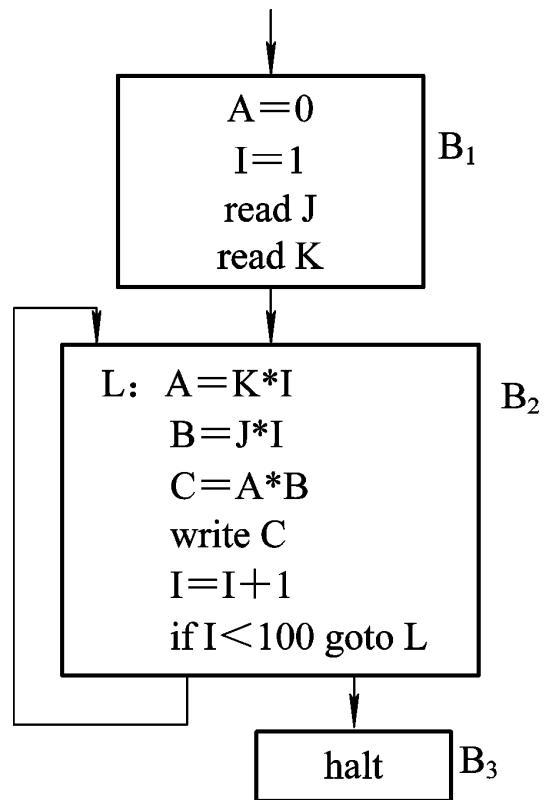 A=0
I=1
read J
read K
B₁
L：A=K*I
B=J*I
C=A*B
write C
I=I+1
if I<100 goto L
B₂
halt
B₃